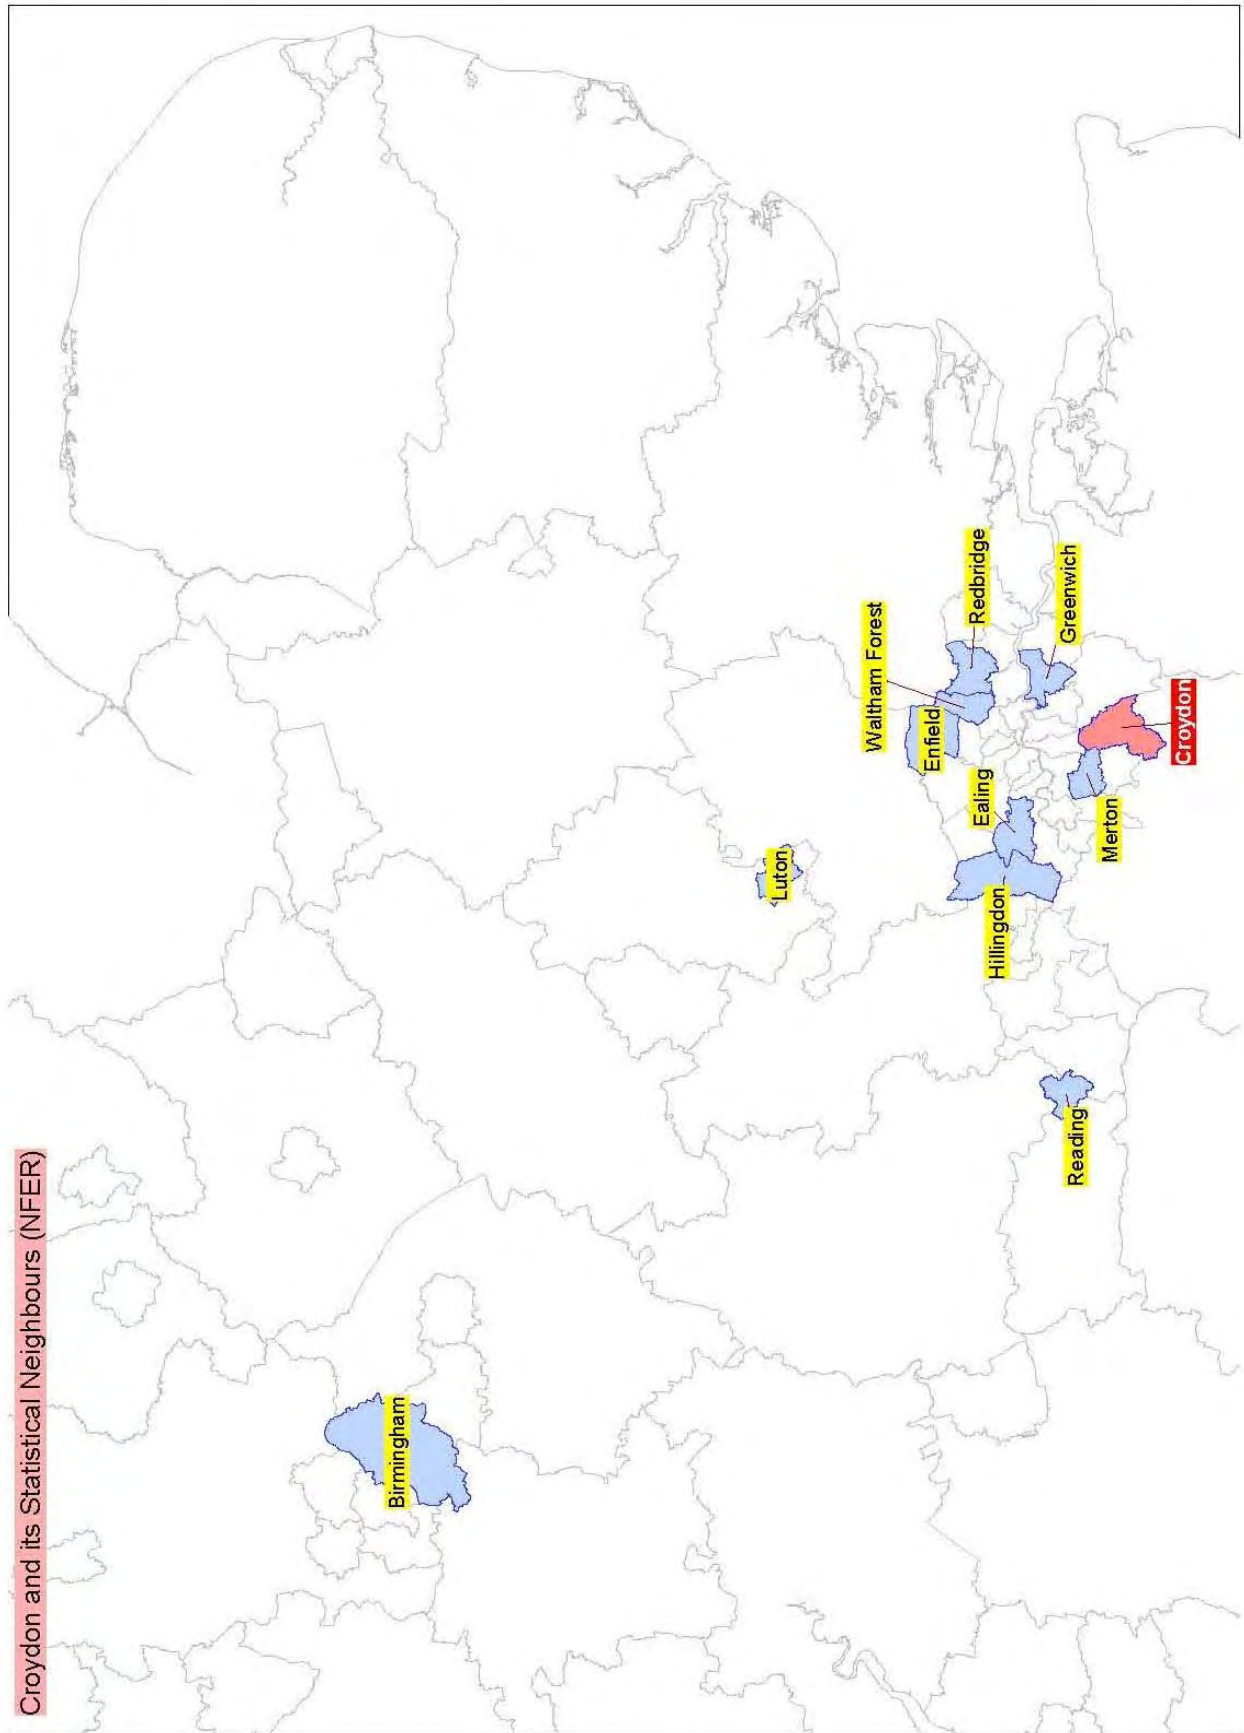 Croydon and its Statistical Neighbours (NFER)
Birmingham
Luton
Waltham Forest
Enfield
Redbridge
Ealing
Hillingdon
Greenwich
Reading
Merton
Croydon